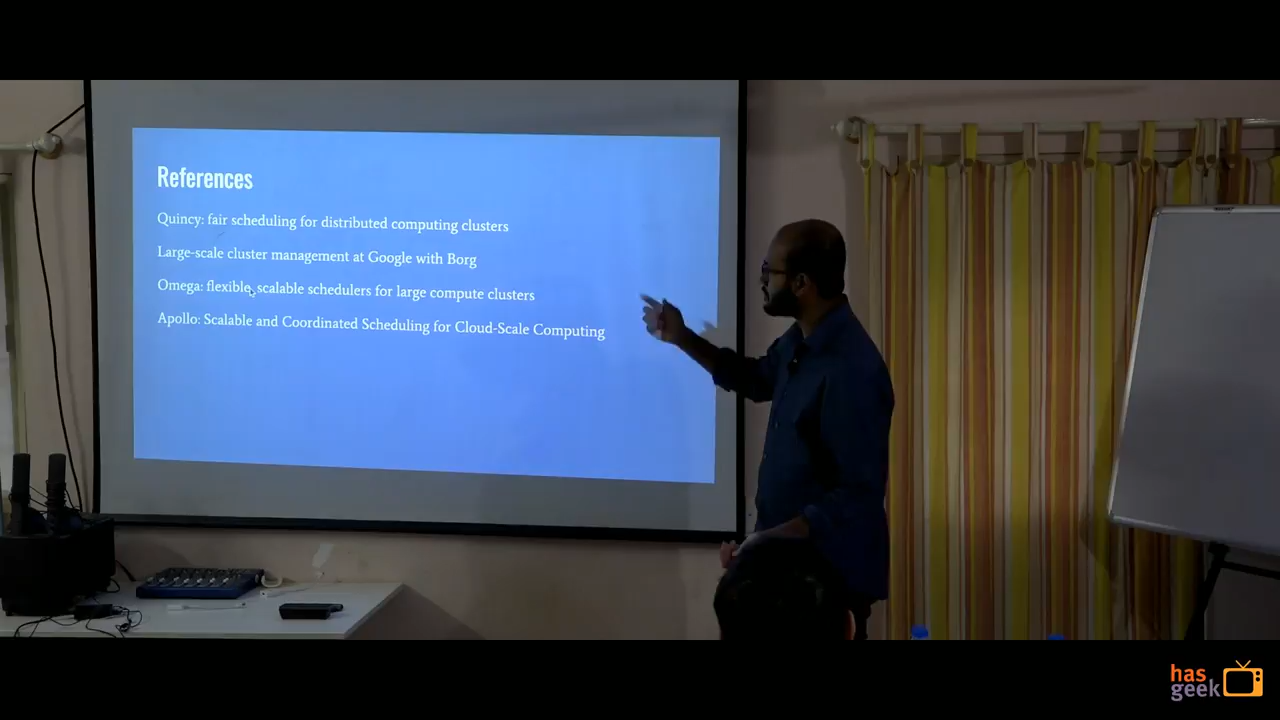 References
Quincy: fair scheduling for distributed computing clusters
Large-scale cluster management at Google with Borg
Omega: flexible, scalable schedulers for large compute clusters
Apollo: Scalable and Coordinated Scheduling for Cloud-Scale Computing
has
geek